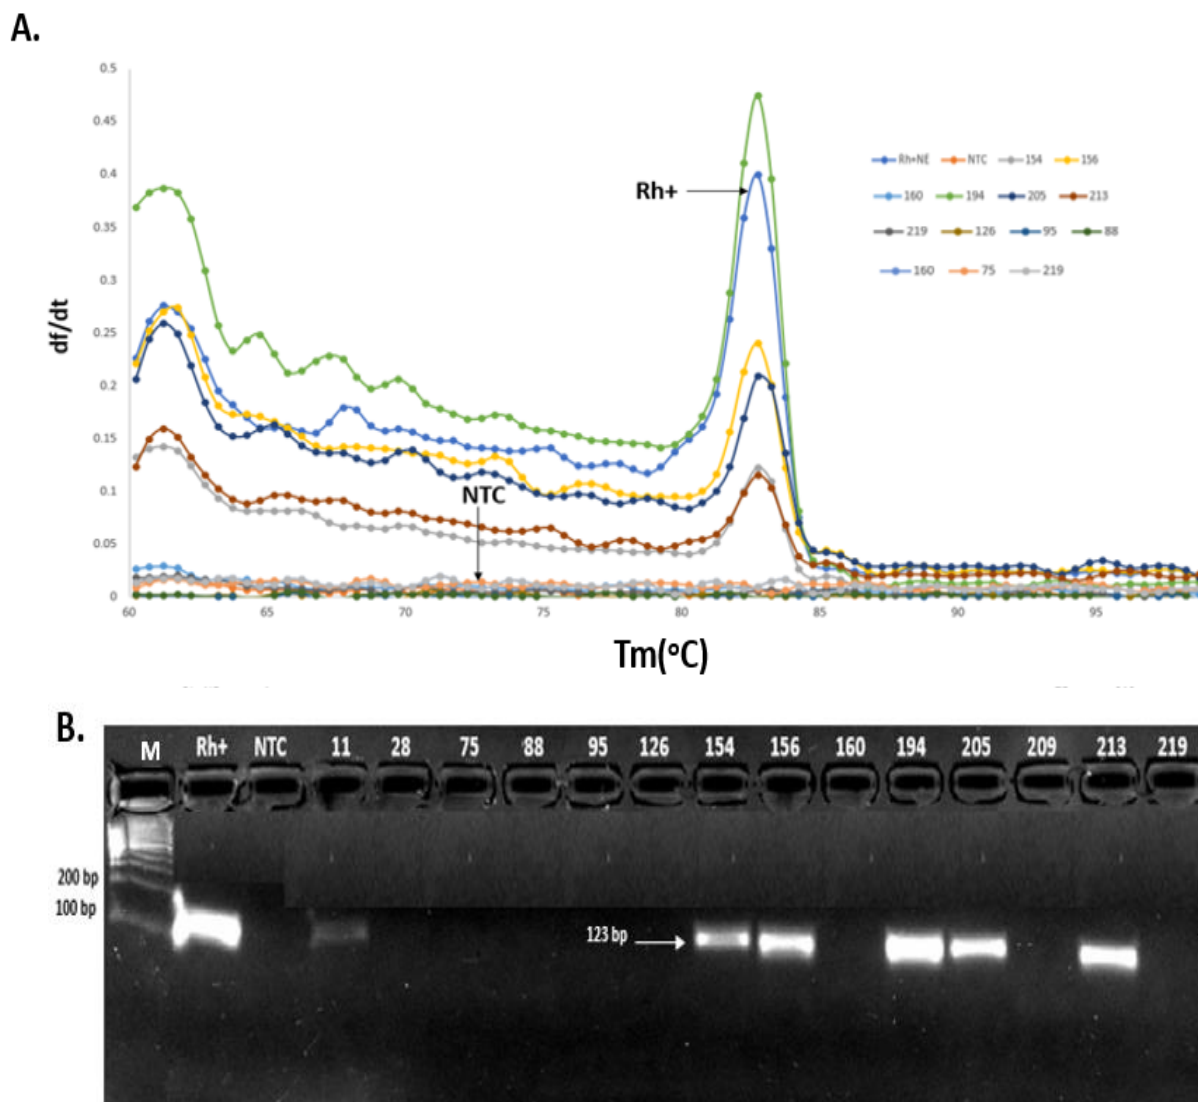 A.
0.5
0.45
0.4
0.35
0.3
0.25
0.2
0.15
0.1
0.05
0
df/dt
Rh+
NTC
Rh+NE NTC 154 156
160 194 205 213
219 126 95 88
160 75 219
60 65 70 75 80 85 90 95
Tm(°C)
B.
M Rh+ NTC 11 28 75 88 95 126 154 156 160 194 205 209 213 219
200 bp
100 bp
123 bp